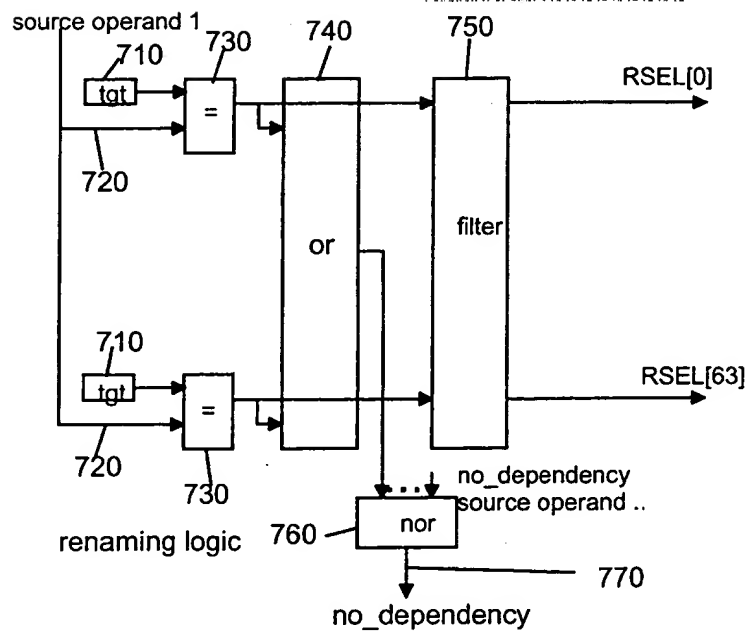 source operand 1
710
730
740
750
tgt
=
RSEL[0]
720
or
filter
710
tgt
=
RSEL[63]
720
730
no_dependency
source operand ..
renaming logic
760
nor
770
no_dependency